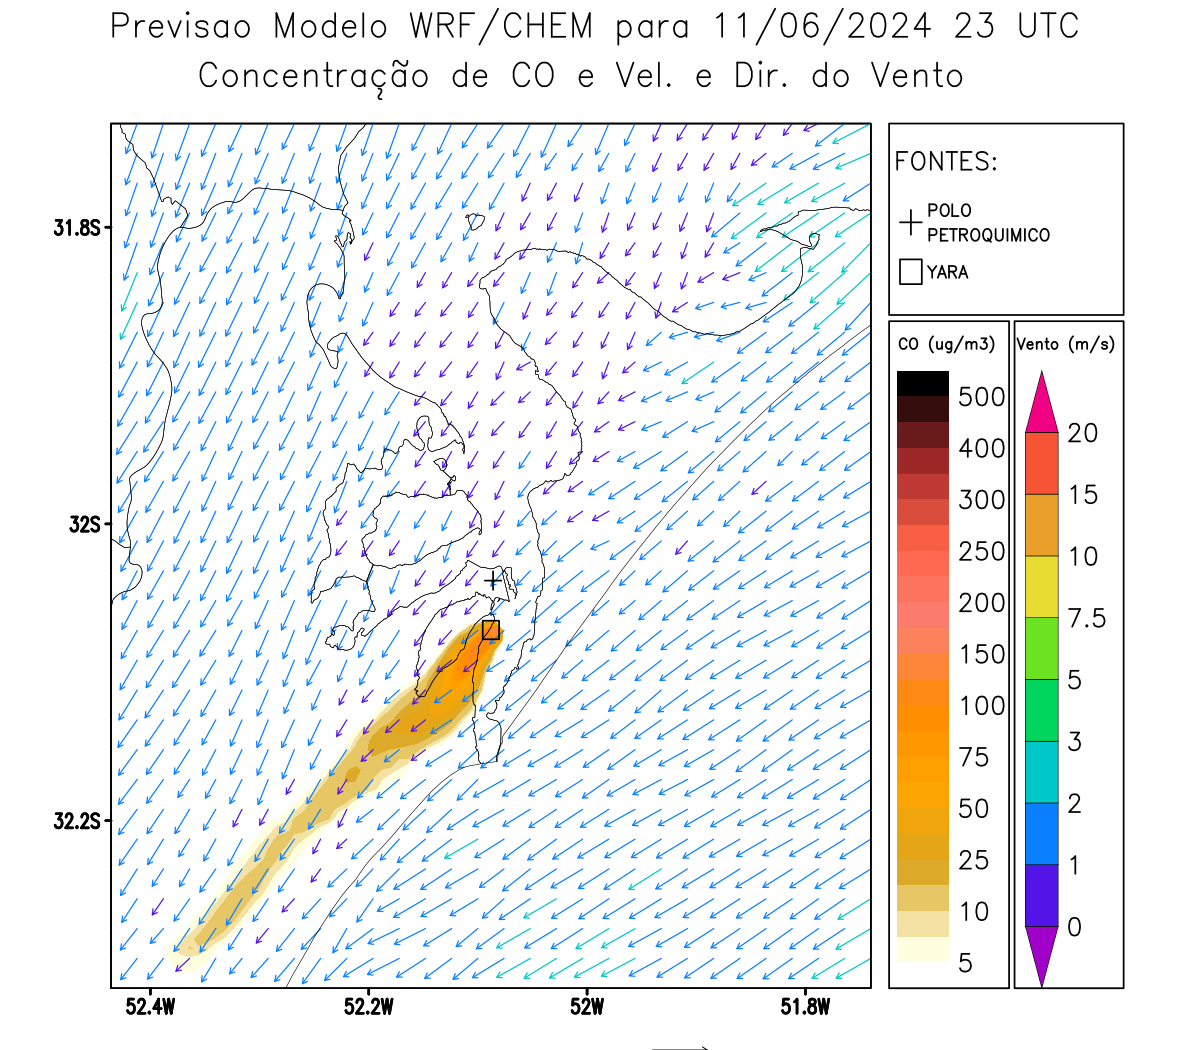 Previsao Modelo WRF/CHEM para 11/06/2024 23 UTC
Concentração de CO e Vel. e Dir. do Vento
FONTES:
POLO
PETROQUIMICO
YARA
31.8S
32S
32.2S
52.4W
52.2W
52W
51.8W
CO (ug/m3)
500
400
300
250
200
150
100
75
50
25
10
5
Vento (m/s)
20
15
10
7.5
5
3
2
1
0